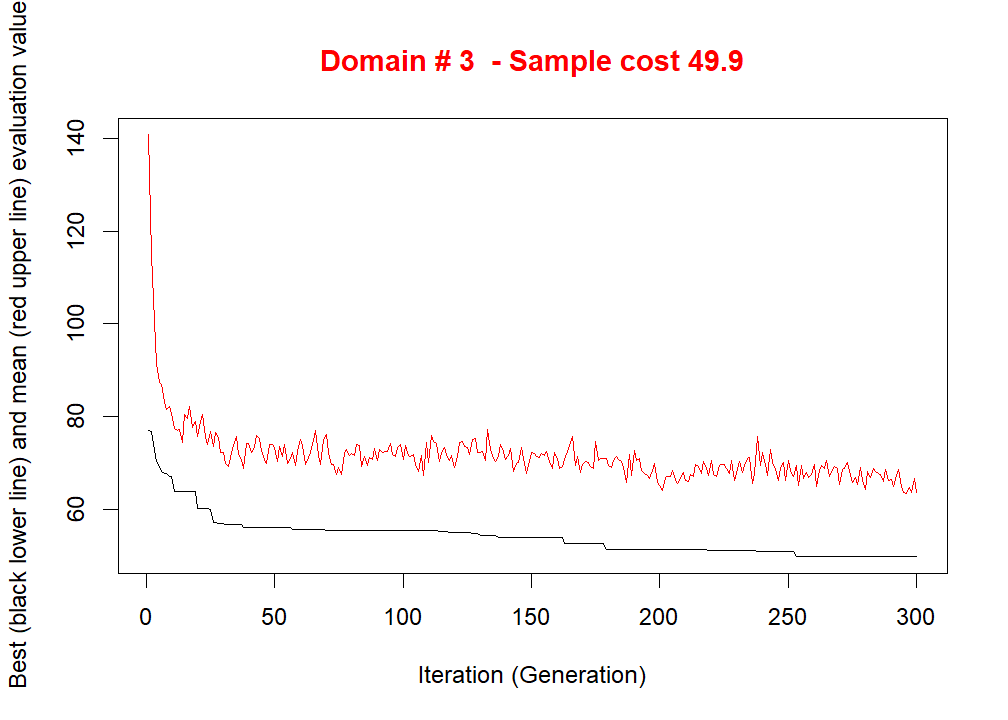 Domain # 3  - Sample cost 49.9
Best (black lower line) and mean (red upper line) evaluation value
140
120
100
80
60
0 50 100 150 200 250 300
Iteration (Generation)